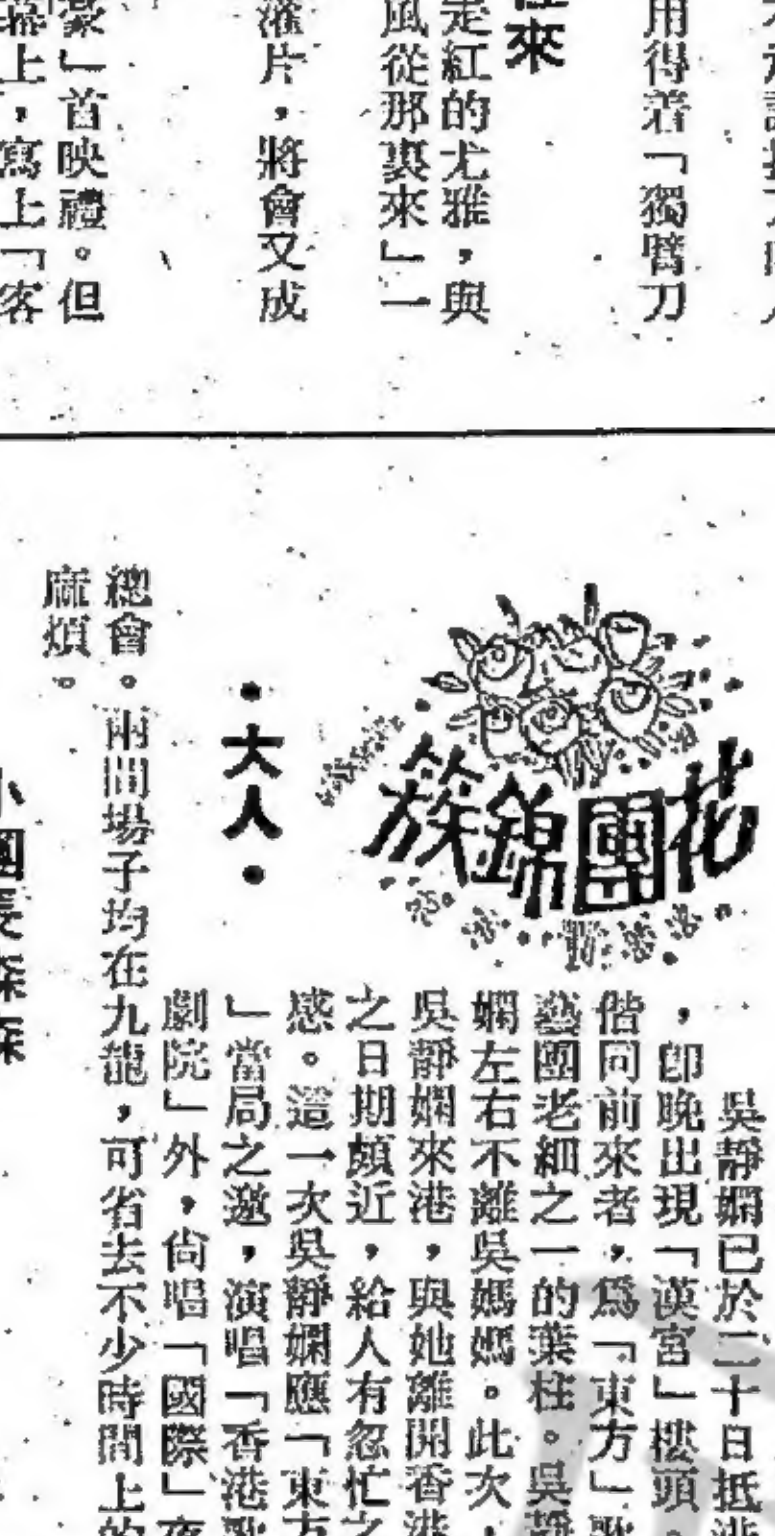 用得着「獨臂刀
往來
走紅的尤雅，與
風從那裏來」一
灌片，將會又成
豪」首映禮。但
幕上，寫上「客
花團錦簇
•大人•
吳靜嫻已於二十日抵港
，卽晚出現「漢宮」樓頭
偕同前來者，爲「東方」歌
藝團老細之一的葉柱。吳靜
嫻左右不離吳媽媽。此次，
吳靜嫻來港，與她離開香港
之日期頗近，給人有忽忙之
感。這一次吳靜嫻應「東方
」當局之邀，演唱「香港歌
劇院」外，尙唱「國際」夜
總會。兩間場子均在九龍，可省去不少時間上的
麻煩。